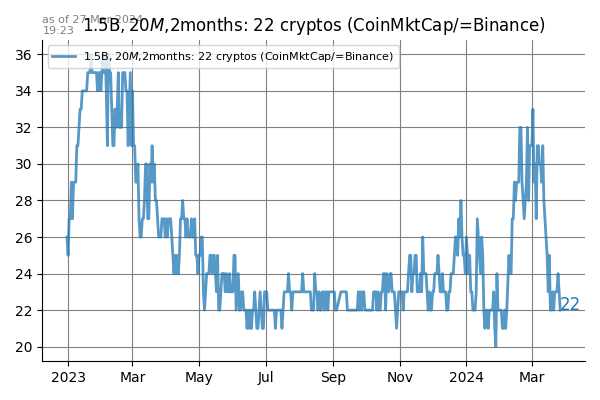 as of 27 Mar 2024
19:23
1.5B, 20M,2months: 22 cryptos (CoinMktCap/=Binance)
1.5B, 20M,2months: 22 cryptos (CoinMktCap/=Binance)
36
34
32
30
28
26
24
22
20
22
2023 Mar May Jul Sep Nov 2024 Mar